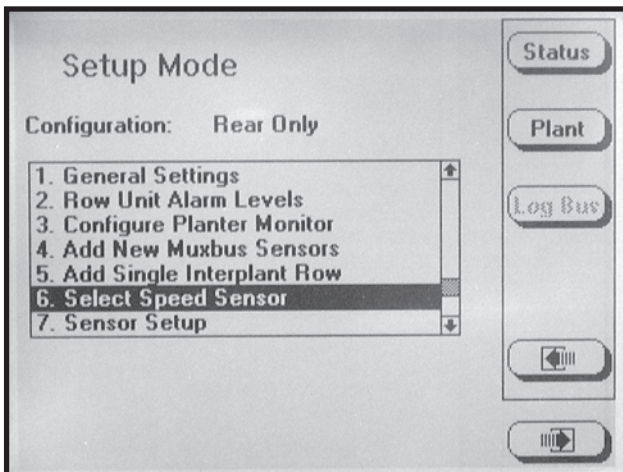 Setup Mode
Configuration: Rear Only
1. General Settings
2. Row Unit Alarm Levels
3. Configure Planter Monitor
4. Add New Muxbus Sensors
5. Add Single Interplant Row
6. Select Speed Sensor
7. Sensor Setup
Status
Plant
Log Bus